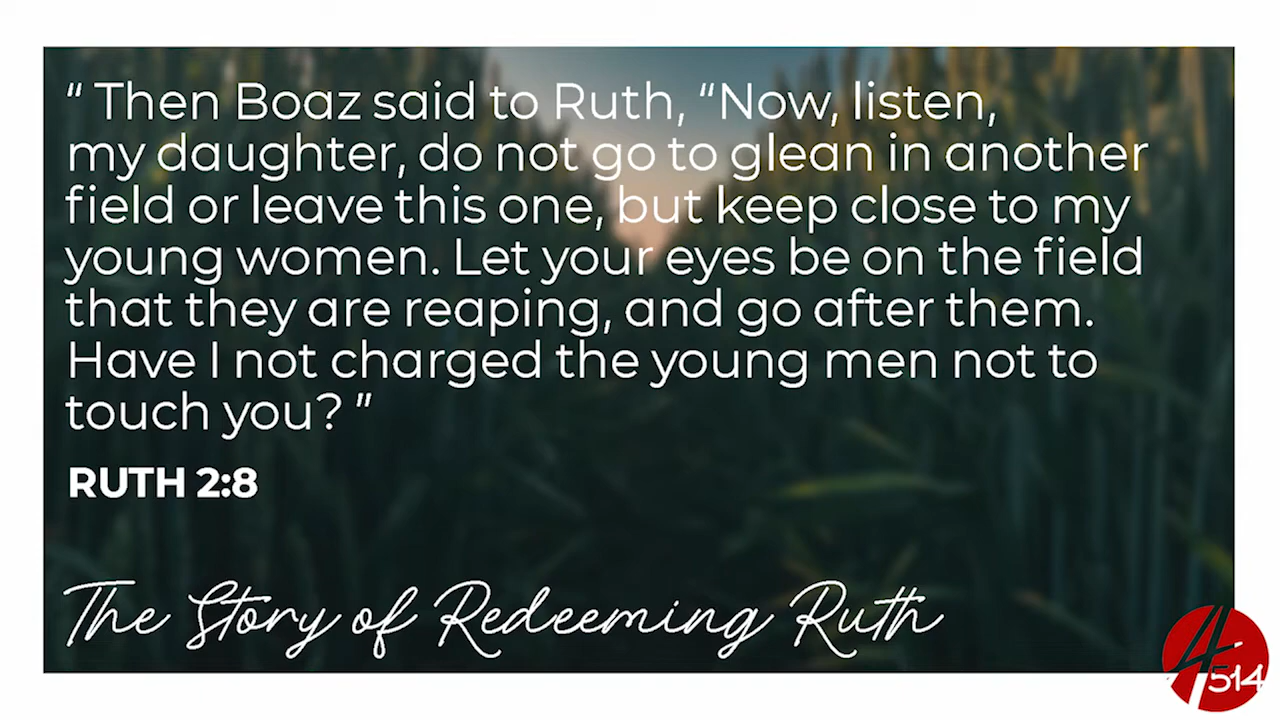 “ Then Boaz said to Ruth, “Now, listen,
my daughter, do not go to glean in another
field or leave this one, but keep close to my
young women. Let your eyes be on the field
that they are reaping, and go after them.
Have I not charged the young men not to
touch you? ”
RUTH 2:8
The Story of Redeeming Ruth
4
514